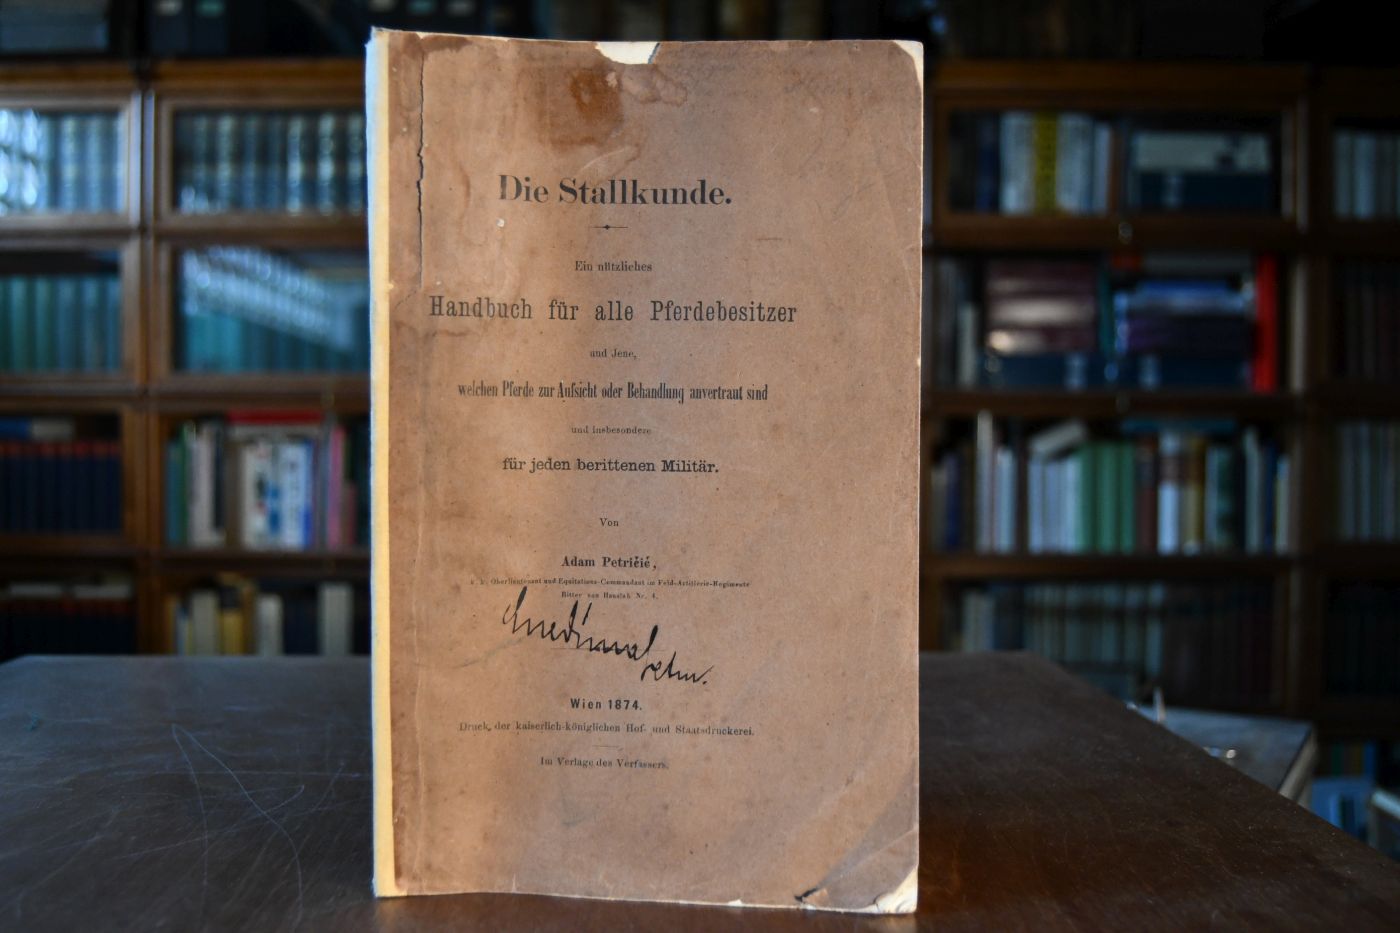 Die Stallkunde.
Ein nützliches
Handbuch für alle Pferdebesitzer
und Jene,
welchen Pferde zur Aufsicht oder Behandlung anvertraut sind
und insbesondere
für jeden berittenen Militär.
Von
Adam Petričić,
k. k. Oberlieutenant und Equitations-Commandant im Feld-Artillerie-Regimente
Ritter von Hauslab Nr. 4.
Wien 1874.
Druck der kaiserlich-königlichen Hof- und Staatsdruckerei.
Im Verlage des Verfassers.